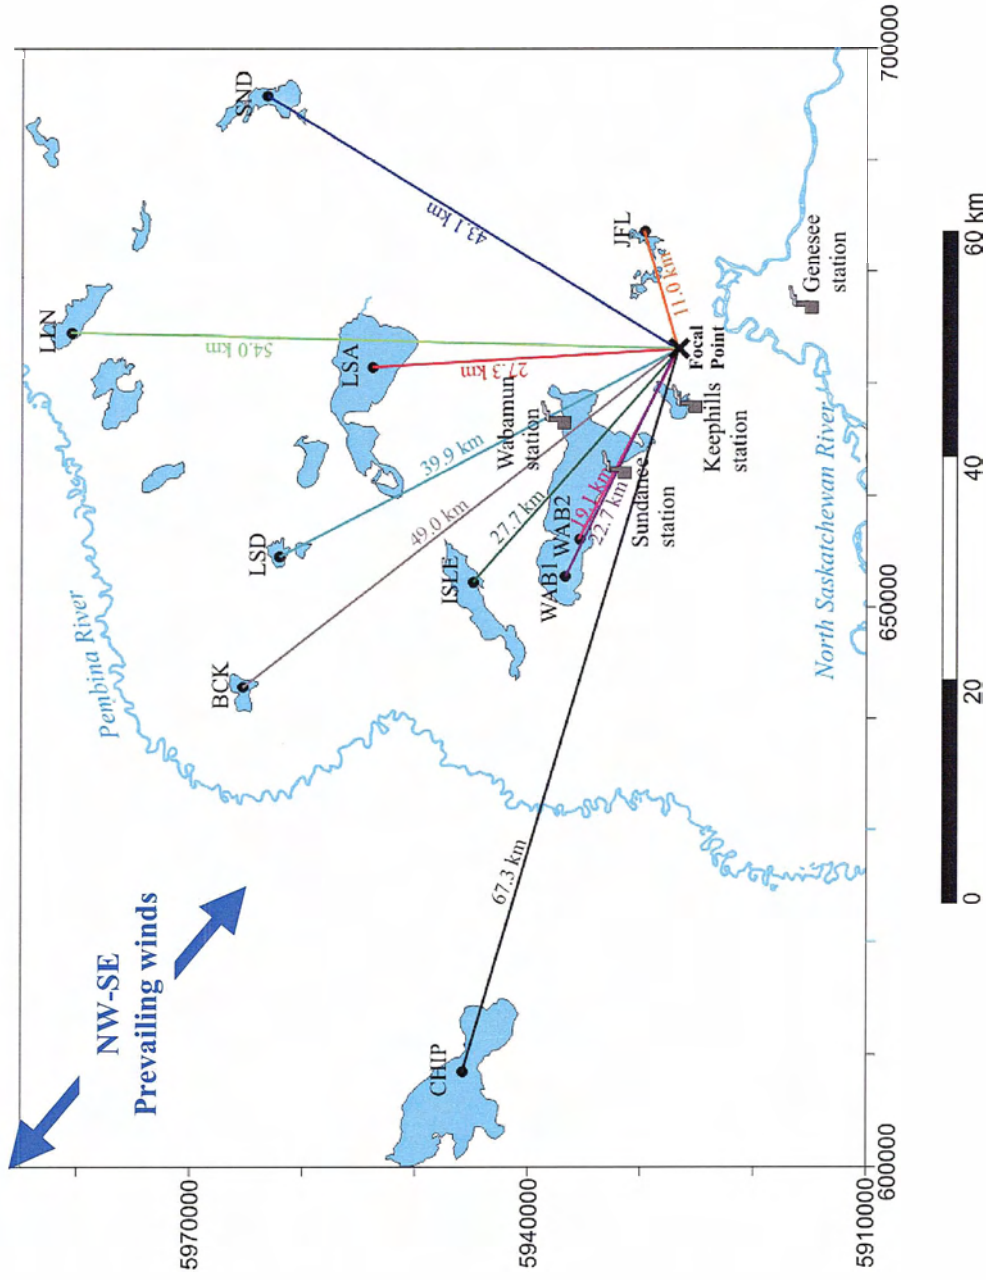 NW-SE
Prevailing winds
Pembina River
LLN
SND
BCK
LSD
LSA
CHIP
ISLE
WAB1
WAB2
JFL
54.0 km
43.1 km
27.3 km
39.9 km
49.0 km
27.7 km
19.1 km
22.7 km
11.0 km
67.3 km
Wabamun
station
Sundance
station
Keephills
station
Genesee
station
Focal
Point
North Saskatchewan River
5970000
5940000
5910000
600000
650000
700000
0
20
40
60 km